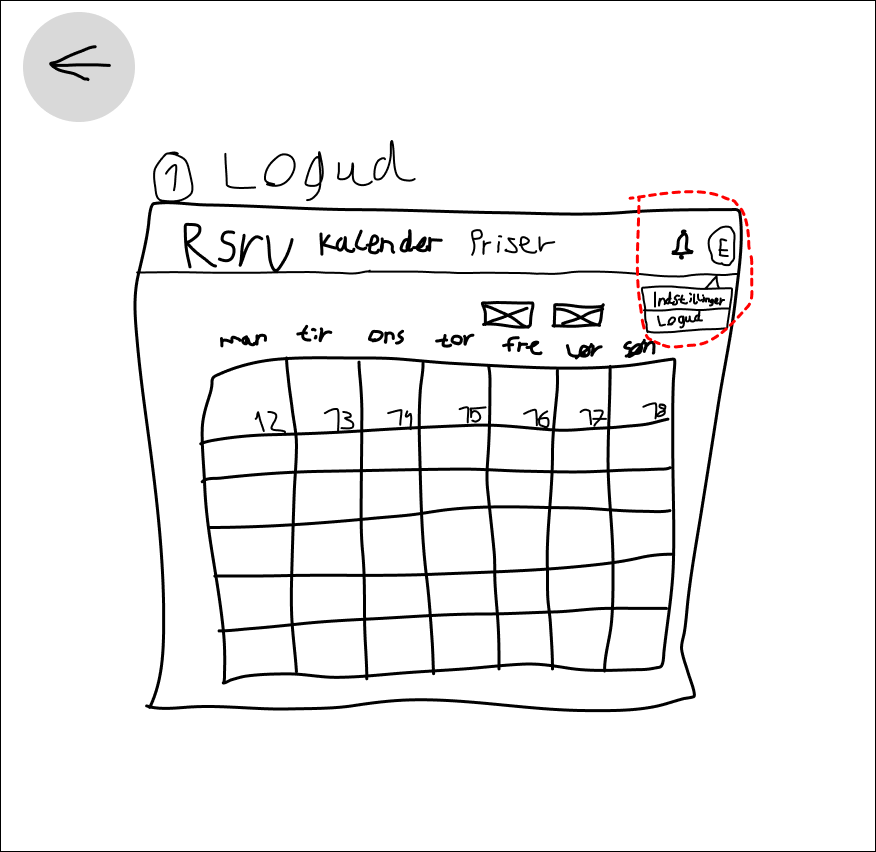 1 Logud
Rsrv Kalender Priser E
Indstillinger
Logud
man tir ons tor fre lør søn
12 13 14 15 16 17 18